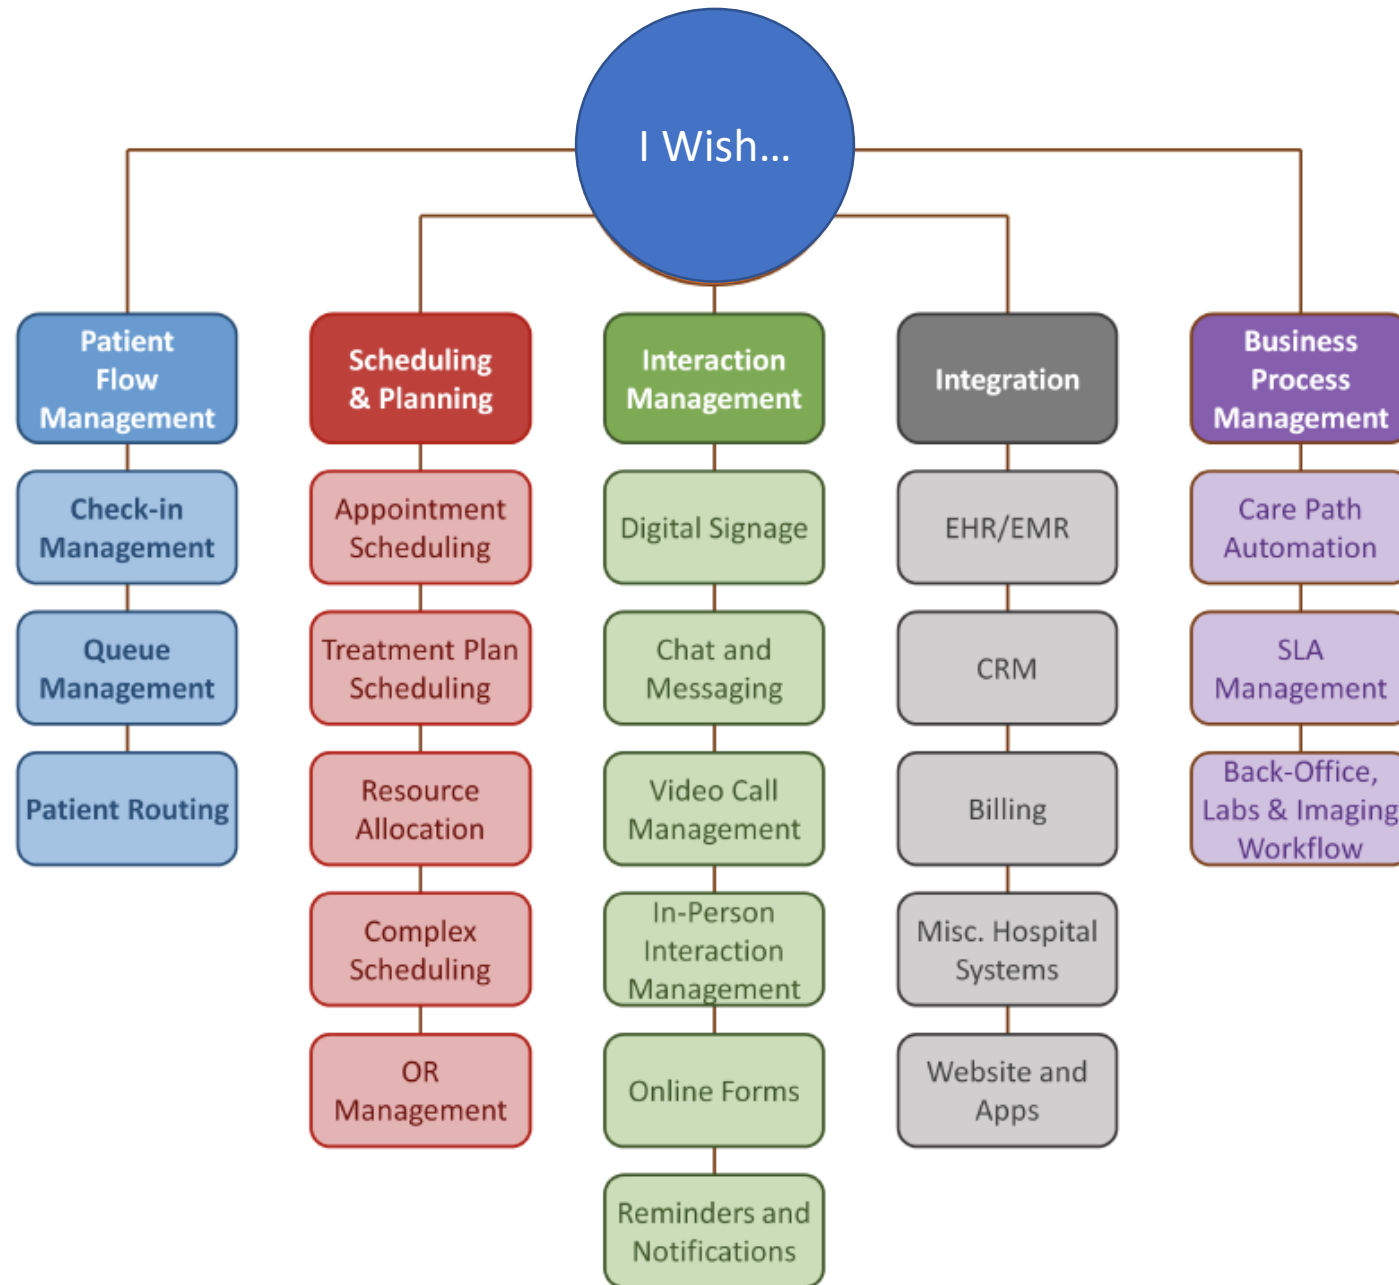 I Wish...
Patient
Flow
Management
Check-in
Management
Queue
Management
Patient Routing
Scheduling
& Planning
Appointment
Scheduling
Treatment Plan
Scheduling
Resource
Allocation
Complex
Scheduling
OR
Management
Interaction
Management
Digital Signage
Chat and
Messaging
Video Call
Management
In-Person
Interaction
Management
Online Forms
Reminders and
Notifications
Integration
EHR/EMR
CRM
Billing
Misc. Hospital
Systems
Website and
Apps
Business
Process
Management
Care Path
Automation
SLA
Management
Back-Office,
Labs & Imaging
Workflow